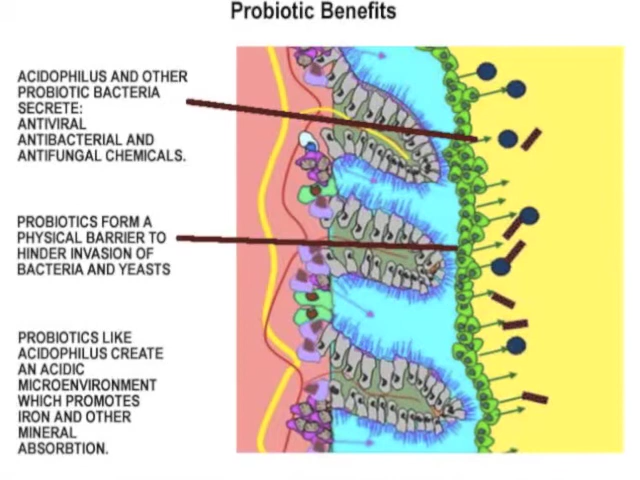 Probiotic Benefits
ACIDOPHILUS AND OTHER
PROBIOTIC BACTERIA
SECRETE:
ANTIVIRAL
ANTIBACTERIAL AND
ANTIFUNGAL CHEMICALS.
PROBIOTICS FORM A
PHYSICAL BARRIER TO
HINDER INVASION OF
BACTERIA AND YEASTS
PROBIOTICS LIKE
ACIDOPHILUS CREATE
AN ACIDIC
MICROENVIRONMENT
WHICH PROMOTES
IRON AND OTHER
MINERAL
ABSORBTION.